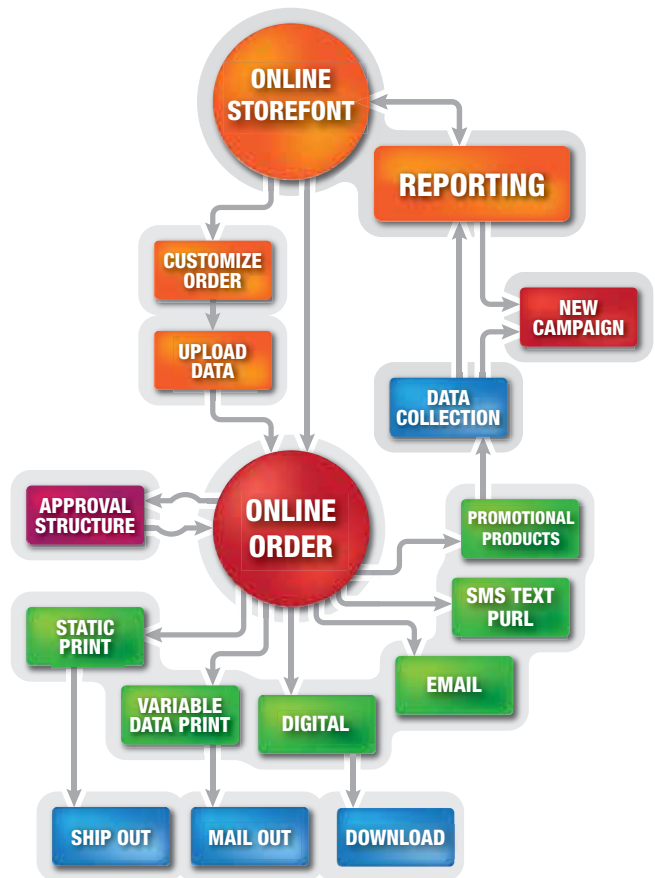 ONLINE
STOREFONT
REPORTING
CUSTOMIZE
ORDER
NEW
CAMPAIGN
UPLOAD
DATA
DATA
COLLECTION
APPROVAL
STRUCTURE
ONLINE
ORDER
PROMOTIONAL
PRODUCTS
SMS TEXT
PURL
STATIC
PRINT
EMAIL
VARIABLE
DATA PRINT
DIGITAL
SHIP OUT
MAIL OUT
DOWNLOAD